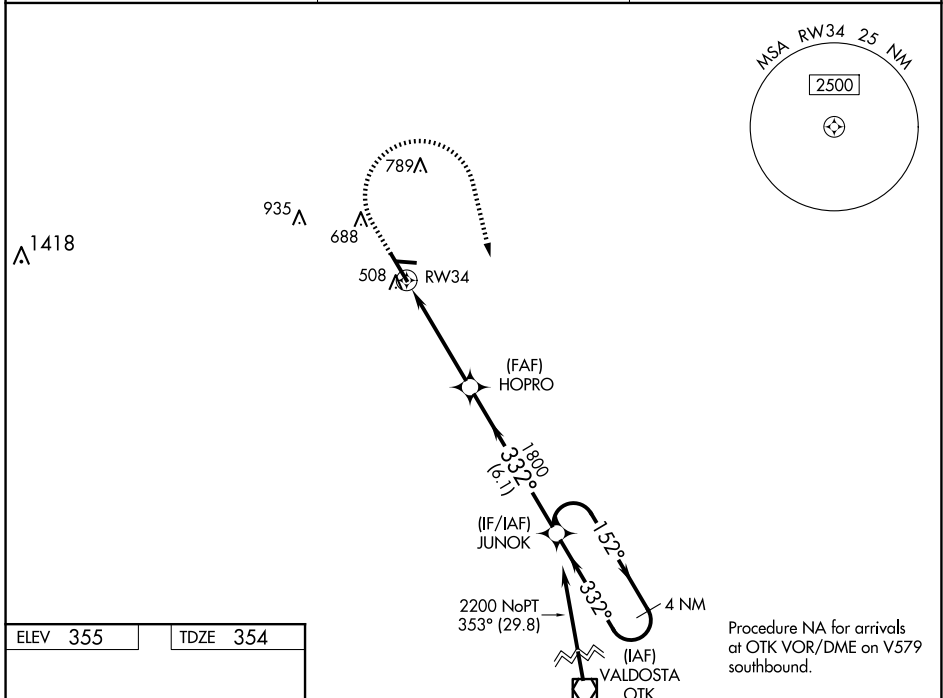 MSA RW34 25 NM
2500
789
935
688
1418
508
RW34
(FAF)
HOPRO
1800
332°
(6.1)
(IF/IAF)
JUNOK
152°
332°
4 NM
2200 NoPT
353° (29.8)
(IAF)
VALDOSTA
OTK
Procedure NA for arrivals
at OTK VOR/DME on V579
southbound.
ELEV 355
TDZE 354